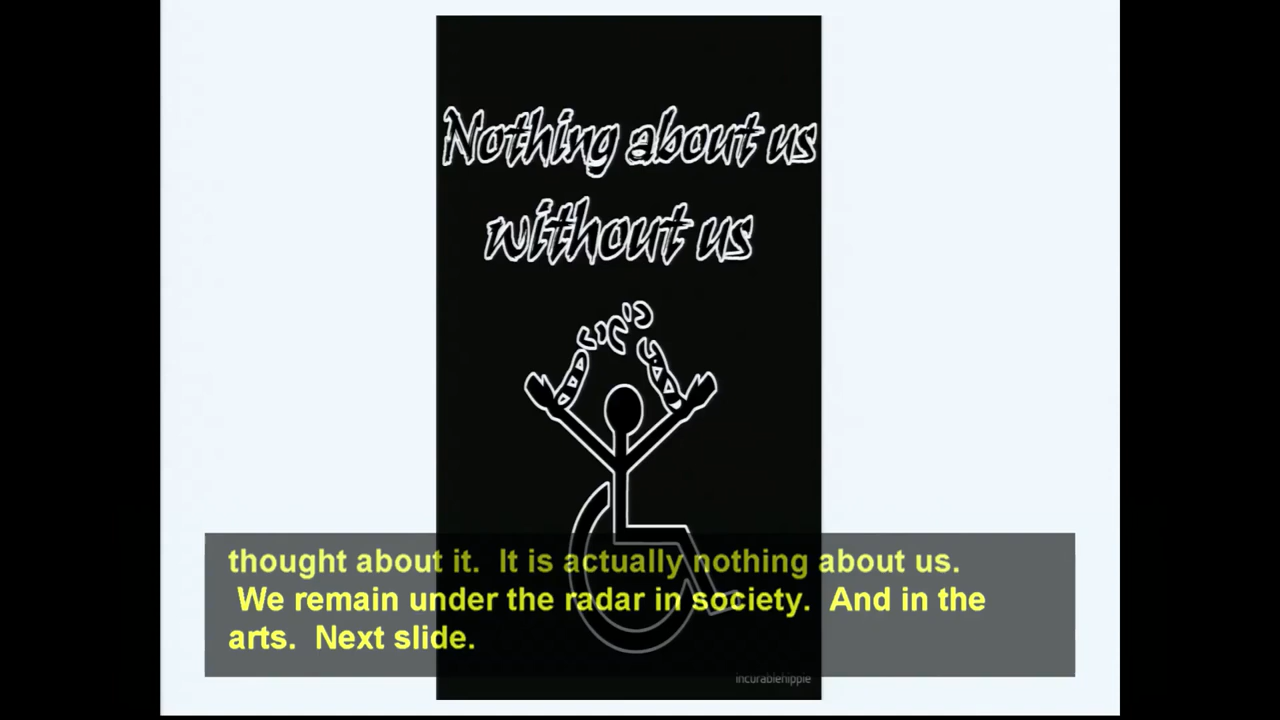 Nothing about us
without us
thought about it.  It is actually nothing about us.
We remain under the radar in society.  And in the
arts.  Next slide.
incurablehippie